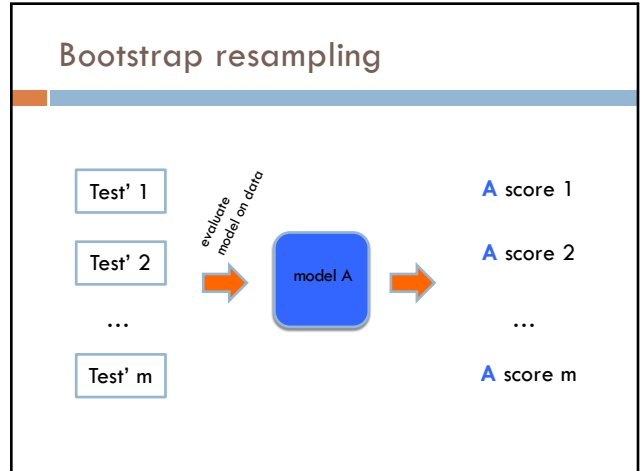 Bootstrap resampling
Test’ 1
Test’ 2
…
Test’ m
evaluate
model on data
model A
A score 1
A score 2
…
A score m